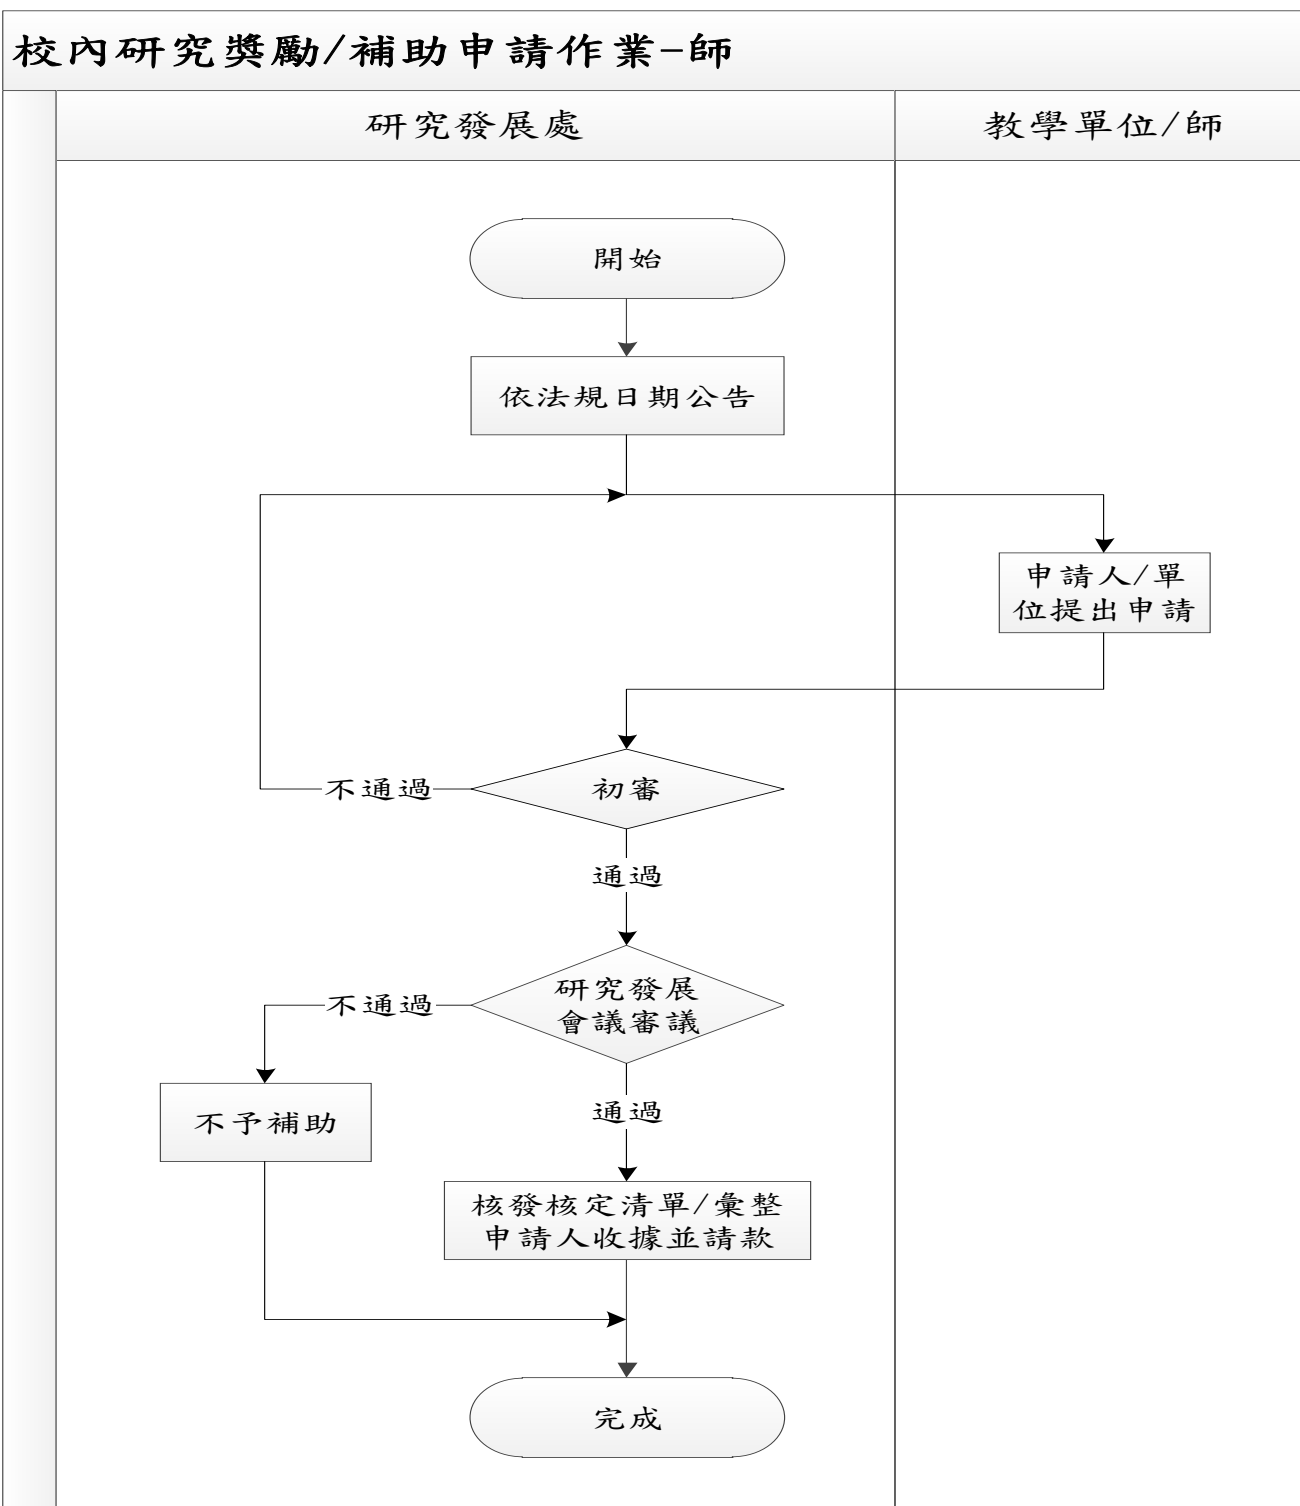 校內研究獎勵/補助申請作業-師
研究發展處
教學單位/師
開始
依法規日期公告
申請人/單
位提出申請
初審
不通過
通過
研究發展
會議審議
不通過
通過
不予補助
核發核定清單/彙整
申請人收據並請款
完成